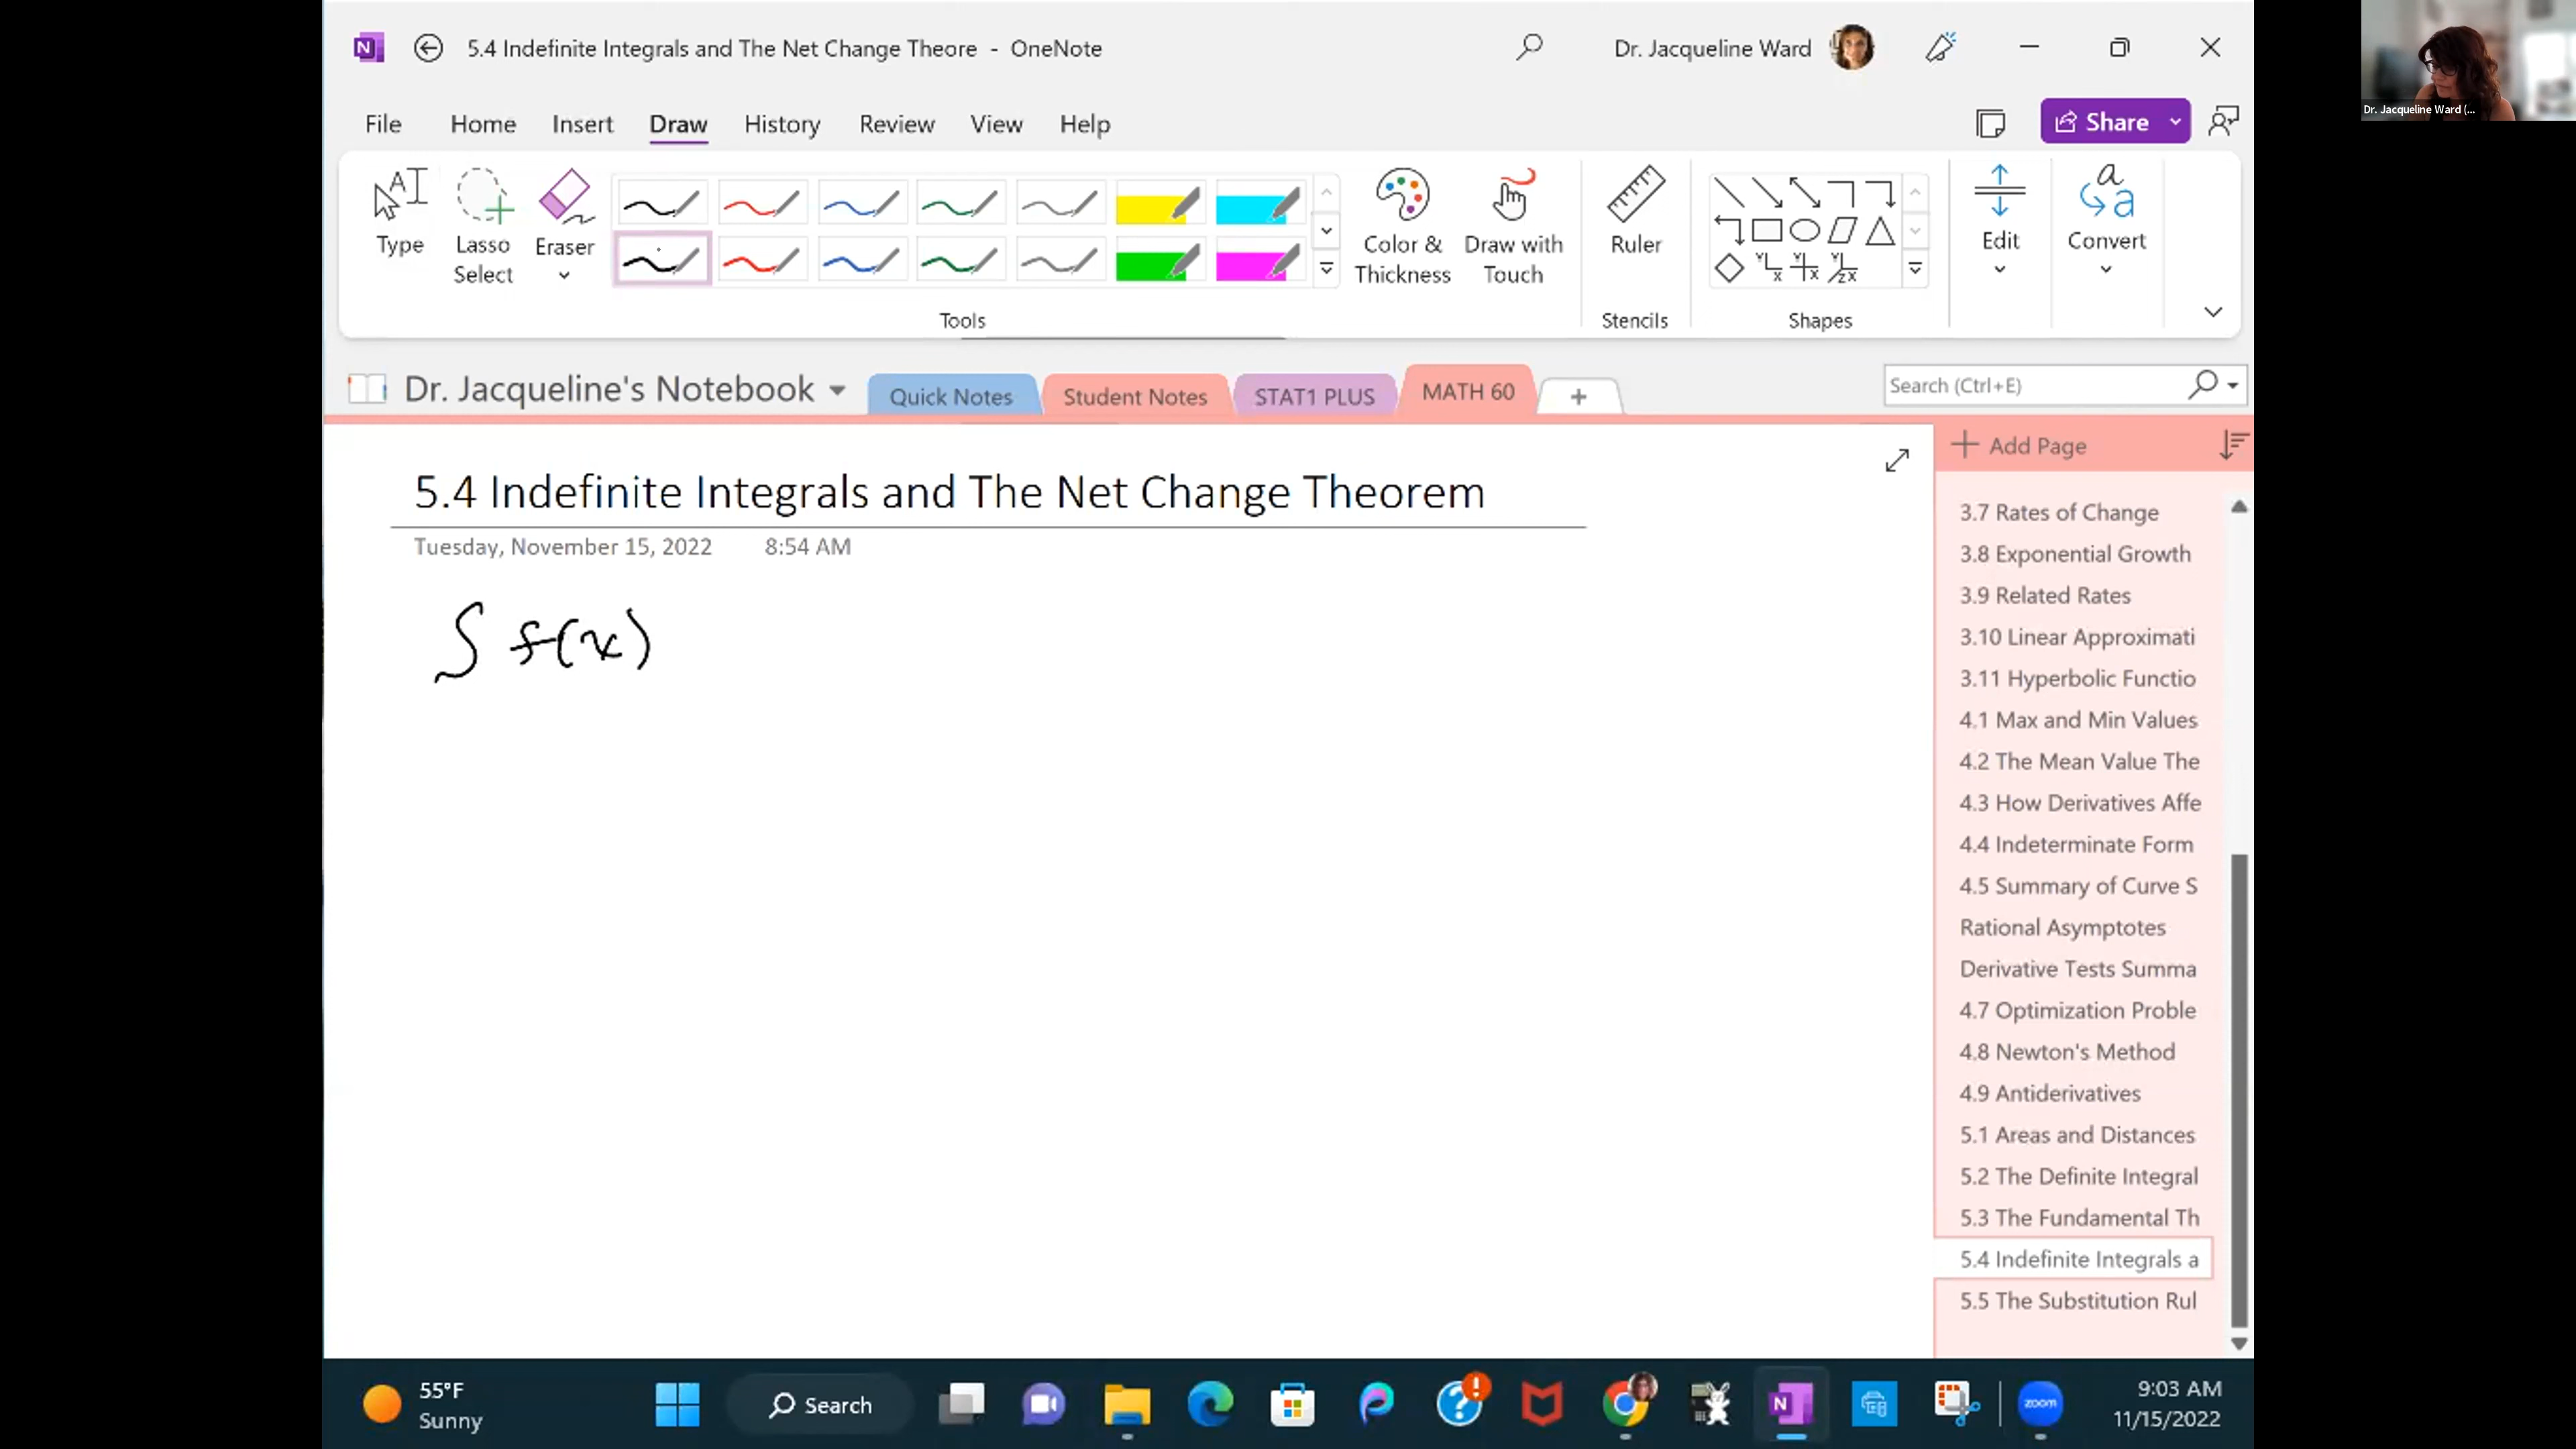 5.4 Indefinite Integrals and The Net Change Theore - OneNote
Dr. Jacqueline Ward
Dr. Jacqueline Ward (...
File Home Insert Draw History Review View Help
Share
Type
Lasso Select
Eraser
Color & Thickness
Draw with Touch
Ruler
Edit
Convert
Tools
Stencils
Shapes
Dr. Jacqueline's Notebook
Quick Notes
Student Notes
STAT1 PLUS
MATH 60
+
Search (Ctrl+E)
Add Page
5.4 Indefinite Integrals and The Net Change Theorem
Tuesday, November 15, 2022 8:54 AM
∫ f(x)
3.7 Rates of Change
3.8 Exponential Growth
3.9 Related Rates
3.10 Linear Approximati
3.11 Hyperbolic Functio
4.1 Max and Min Values
4.2 The Mean Value The
4.3 How Derivatives Affe
4.4 Indeterminate Form
4.5 Summary of Curve S
Rational Asymptotes
Derivative Tests Summa
4.7 Optimization Proble
4.8 Newton's Method
4.9 Antiderivatives
5.1 Areas and Distances
5.2 The Definite Integral
5.3 The Fundamental Th
5.4 Indefinite Integrals a
5.5 The Substitution Rul
55°F
Sunny
Search
zoom
9:03 AM
11/15/2022